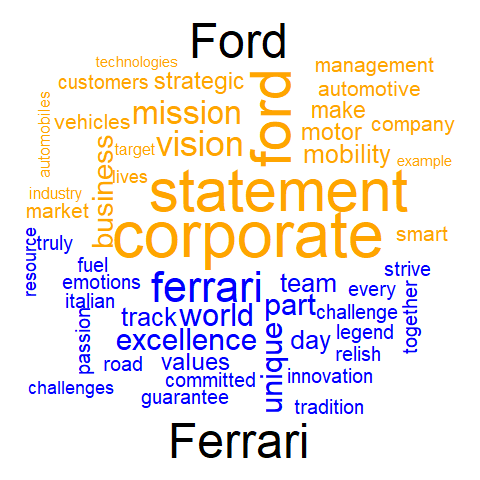 Ford
technologies
management
customers
strategic
automotive
automobiles
ford
mission
make
vehicles
motor
company
vision
target
business
mobility
example
lives
industry
statement
market
corporate
smart
resource
truly
fuel
strive
emotions
ferrari
team
every
italian
part
together
passion
track
world
challenge
legend
excellence
unique
day
relish
road
values
committed
innovation
challenges
guarantee
tradition
Ferrari